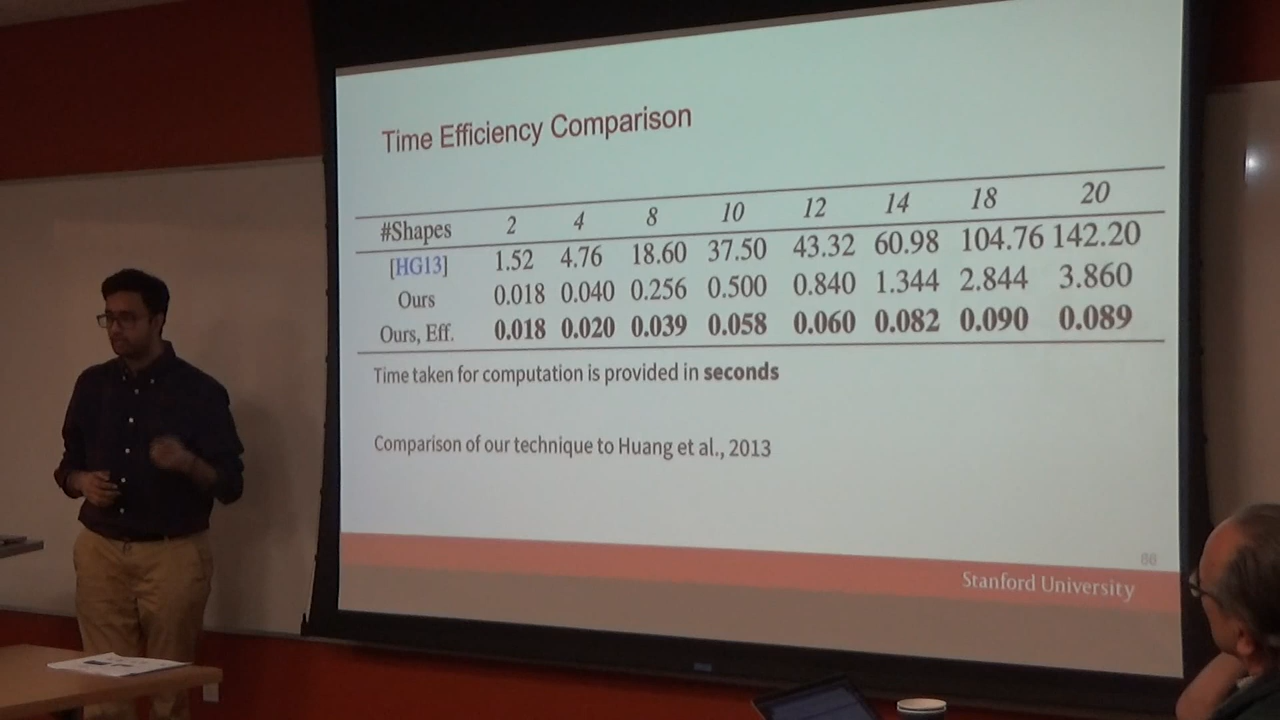 Time Efficiency Comparison
#Shapes 2 4 8 10 12 14 18 20
[HG13] 1.52 4.76 18.60 37.50 43.32 60.98 104.76 142.20
Ours 0.018 0.040 0.256 0.500 0.840 1.344 2.844 3.860
Ours, Eff. 0.018 0.020 0.039 0.058 0.060 0.082 0.090 0.089
Time taken for computation is provided in seconds
Comparison of our technique to Huang et al., 2013
Stanford University